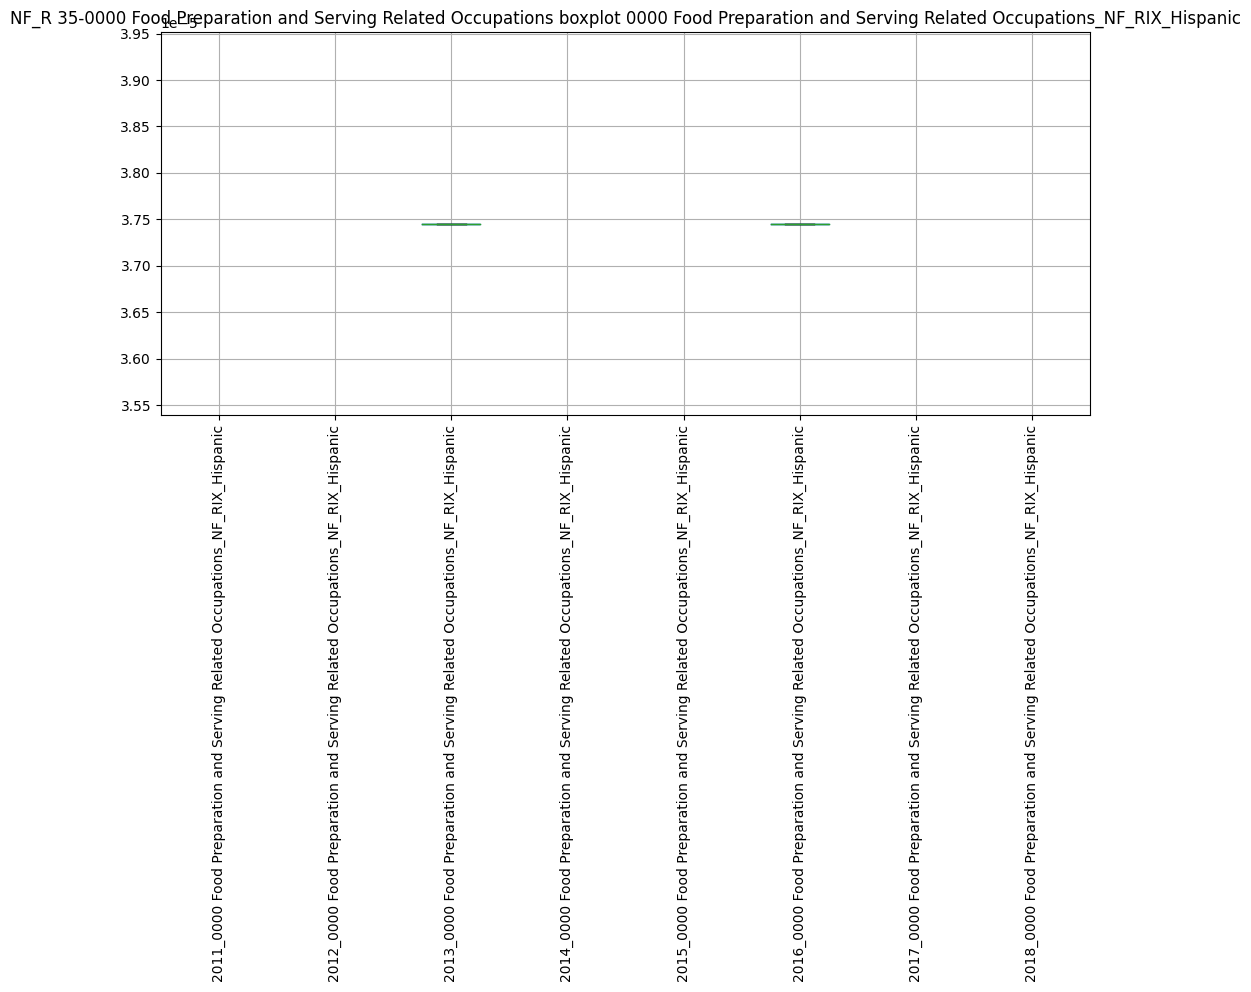 NF_R 35-0000 Food Preparation and Serving Related Occupations boxplot 0000 Food Preparation and Serving Related Occupations_NF_RIX_Hispanic
1e−5
3.95
3.90
3.85
3.80
3.75
3.70
3.65
3.60
3.55
2011_0000 Food Preparation and Serving Related Occupations_NF_RIX_Hispanic
2012_0000 Food Preparation and Serving Related Occupations_NF_RIX_Hispanic
2013_0000 Food Preparation and Serving Related Occupations_NF_RIX_Hispanic
2014_0000 Food Preparation and Serving Related Occupations_NF_RIX_Hispanic
2015_0000 Food Preparation and Serving Related Occupations_NF_RIX_Hispanic
2016_0000 Food Preparation and Serving Related Occupations_NF_RIX_Hispanic
2017_0000 Food Preparation and Serving Related Occupations_NF_RIX_Hispanic
2018_0000 Food Preparation and Serving Related Occupations_NF_RIX_Hispanic